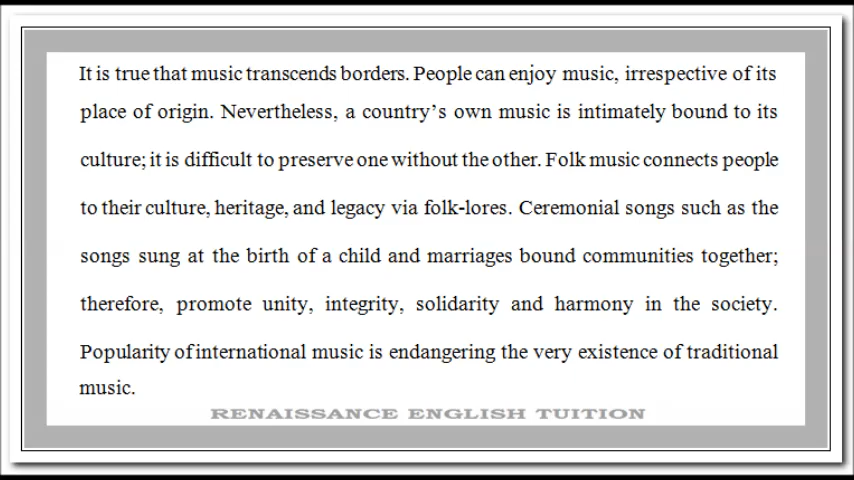 It is true that music transcends borders. People can enjoy music, irrespective of its
place of origin. Nevertheless, a country's own music is intimately bound to its
culture; it is difficult to preserve one without the other. Folk music connects people
to their culture, heritage, and legacy via folk-lores. Ceremonial songs such as the
songs sung at the birth of a child and marriages bound communities together;
therefore, promote unity, integrity, solidarity and harmony in the society.
Popularity of international music is endangering the very existence of traditional
music.
RENAISSANCE ENGLISH TUITION